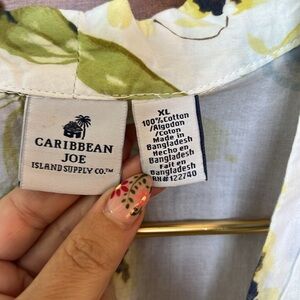 CARIBBEAN
JOE
ISLAND SUPPLY CO.™
XL
100% Cotton
/Algodon
/Coton
Made in
Bangladesh
Hecho en
Bangladesh
Fait en
Bangladesh
RN#122740